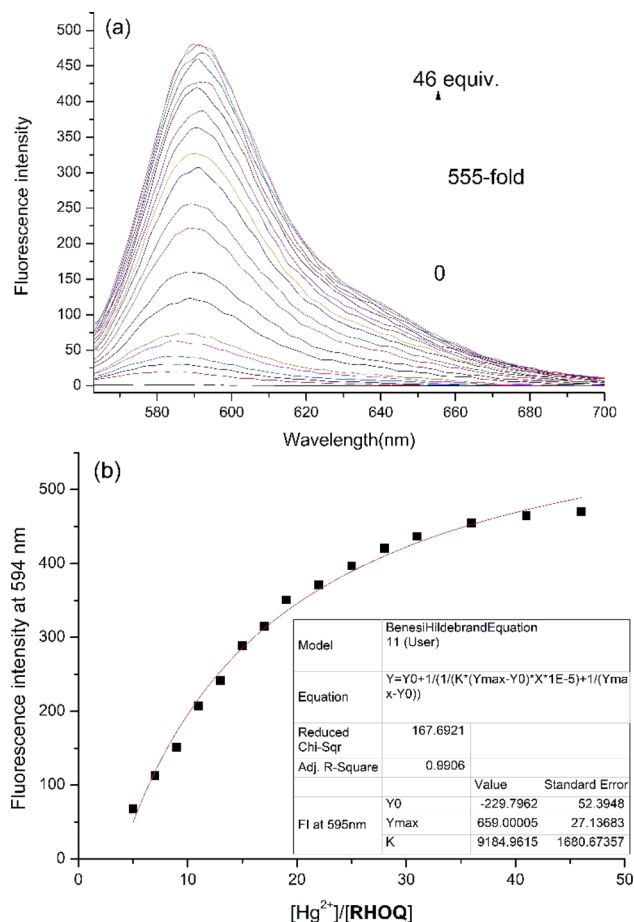 (a)
500
450
400
350
300
250
200
150
100
50
0
Fluorescence intensity
46 equiv.
555-fold
0
580 600 620 640 660 680 700
Wavelength(nm)
(b)
500
400
300
200
100
0
Fluorescence intensity at 594 nm
Model BenesiHildebrandEquation
11 (User)
Equation Y=Y0+1/(1/(K*(Ymax-Y0)*X*1E-5)+1/(Yma
x-Y0))
Reduced
Chi-Sqr 167.6921
Adj. R-Square 0.9906
Value Standard Error
FI at 595nm Y0 -229.7962 52.3948
Ymax 659.00005 27.13683
K 9184.9615 1680.67357
0 10 20 30 40 50
[Hg²⁺]/[RHOQ]